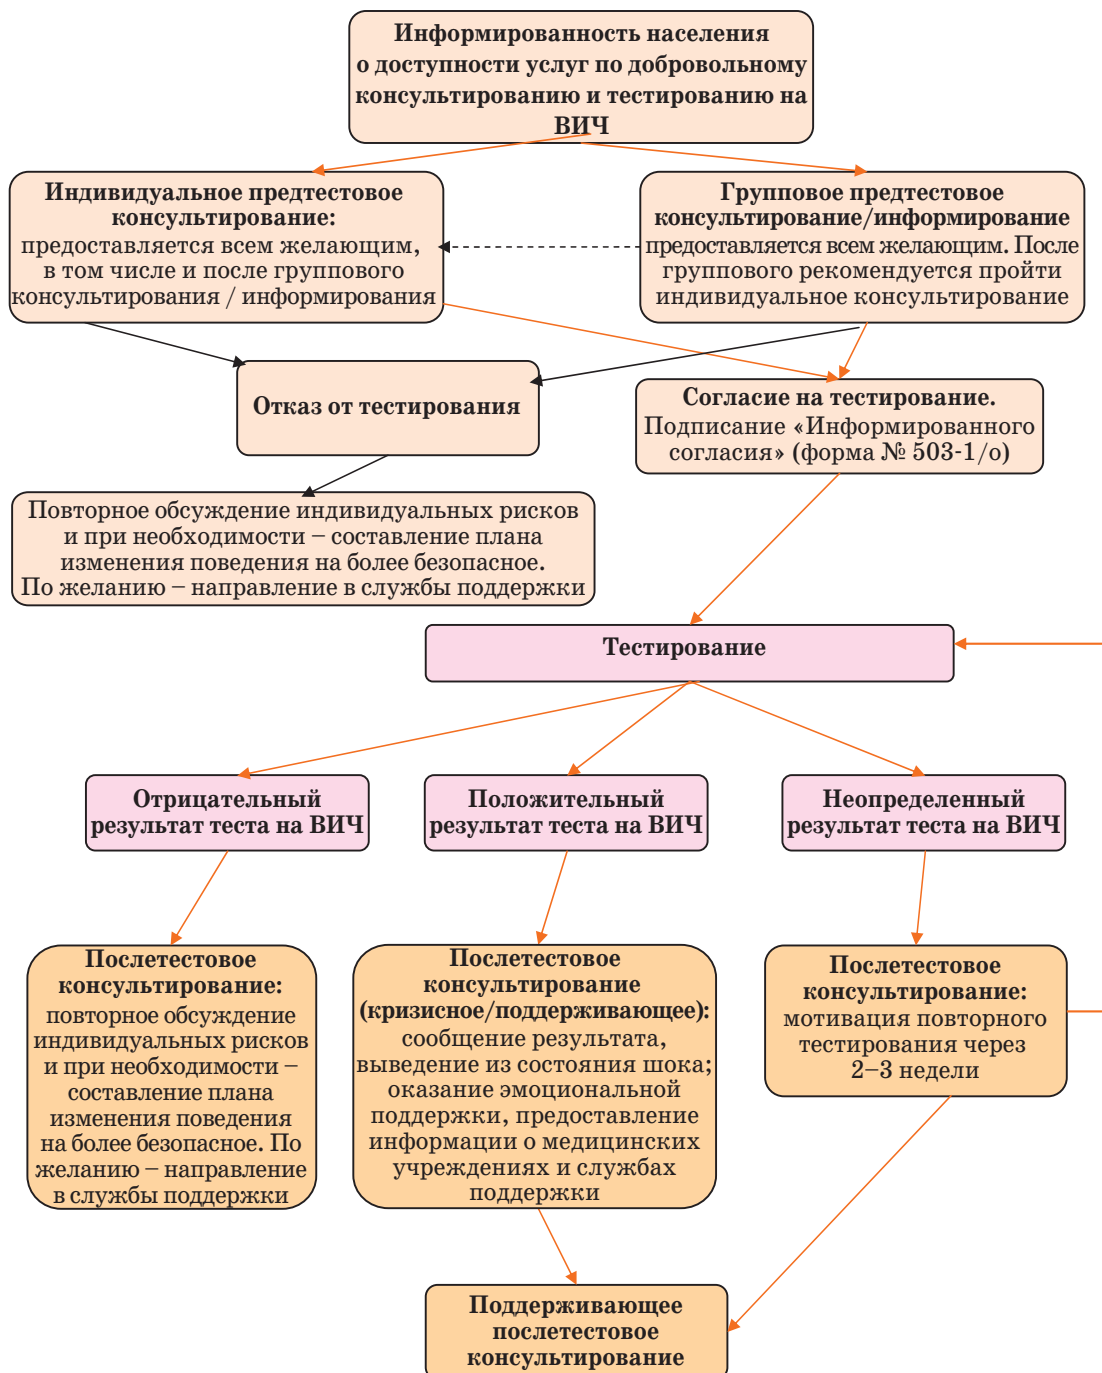 Информированность населения
о доступности услуг по добровольному
консультированию и тестированию на
ВИЧ
Индивидуальное предтестовое
консультирование:
предоставляется всем желающим,
в том числе и после группового
консультирования / информирования
Групповое предтестовое
консультирование/информирование
предоставляется всем желающим. После
группового рекомендуется пройти
индивидуальное консультирование
Отказ от тестирования
Согласие на тестирование.
Подписание «Информированного
согласия» (форма № 503-1/о)
Повторное обсуждение индивидуальных рисков
и при необходимости – составление плана
изменения поведения на более безопасное.
По желанию – направление в службы поддержки
Тестирование
Отрицательный
результат теста на ВИЧ
Положительный
результат теста на ВИЧ
Неопределенный
результат теста на ВИЧ
Послетестовое
консультирование:
повторное обсуждение
индивидуальных рисков
и при необходимости –
составление плана
изменения поведения
на более безопасное. По
желанию – направление
в службы поддержки
Послетестовое
консультирование
(кризисное/поддерживающее):
сообщение результата,
выведение из состояния шока;
оказание эмоциональной
поддержки, предоставление
информации о медицинских
учреждениях и службах
поддержки
Послетестовое
консультирование:
мотивация повторного
тестирования через
2–3 недели
Поддерживающее
послетестовое
консультирование